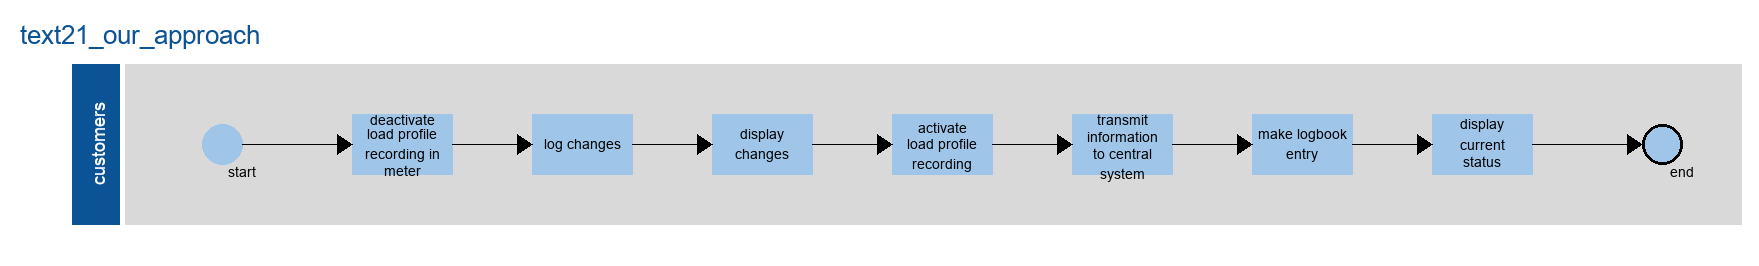 text21_our_approach
customers
start
deactivate
load profile
recording in
meter
log changes
display
changes
activate
load profile
recording
transmit
information
to central
system
make logbook
entry
display
current
status
end